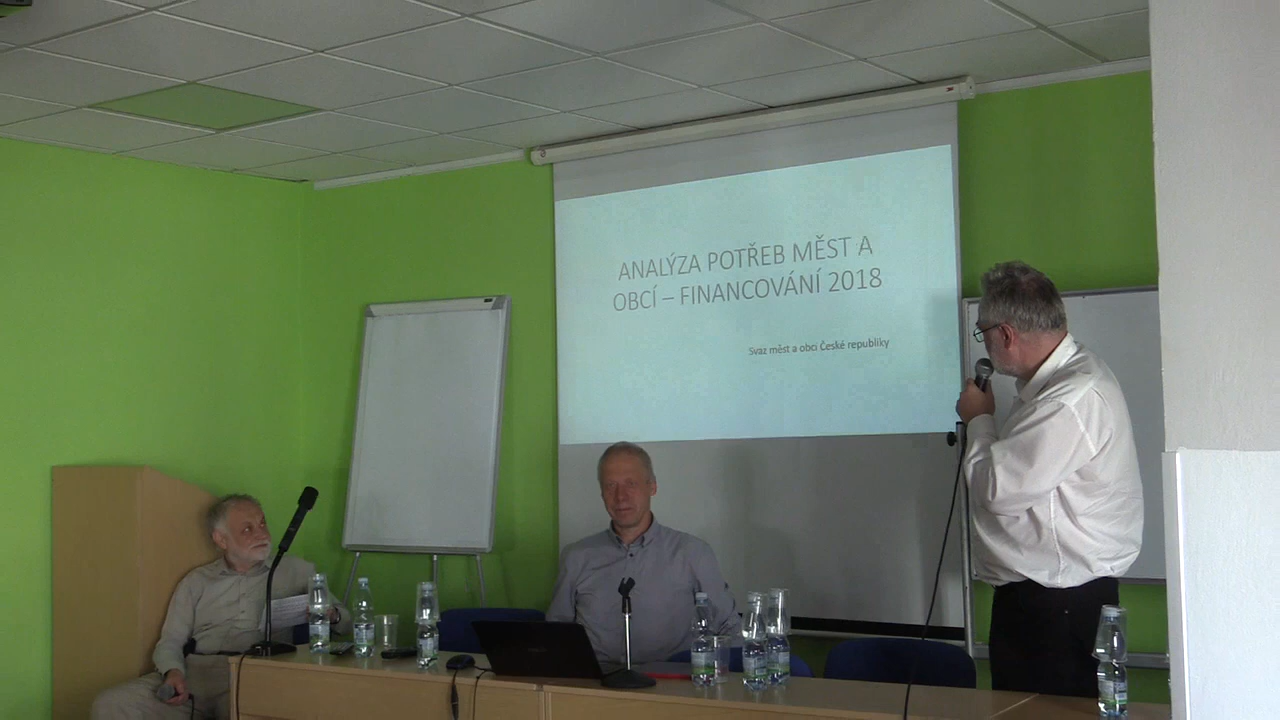 ANALÝZA POTŘEB MĚST A
OBCÍ – FINANCOVÁNÍ 2018
Svaz měst a obcí České republiky